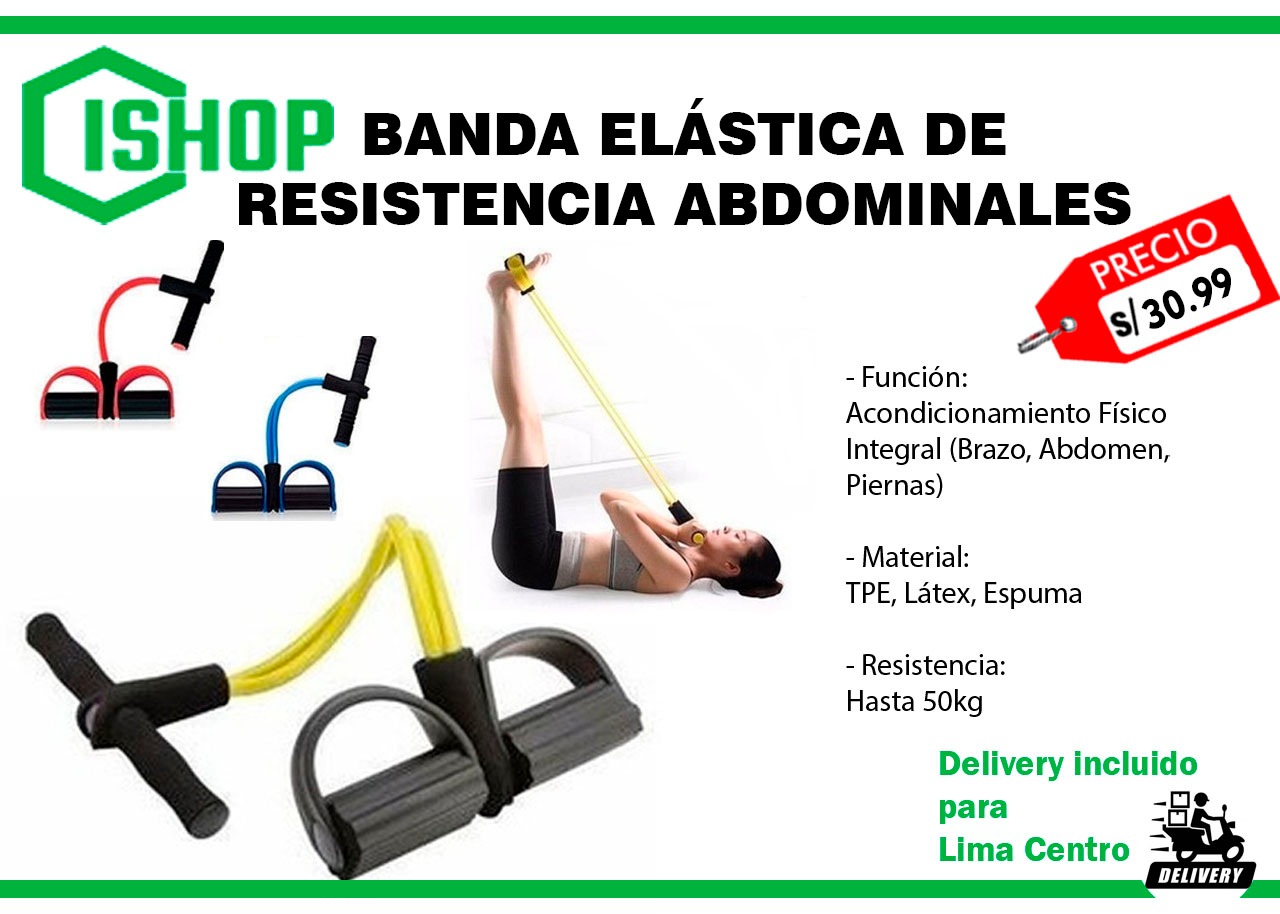 ISHOP
BANDA ELÁSTICA DE
RESISTENCIA ABDOMINALES
PRECIO
s/ 30.99
- Función:
Acondicionamiento Físico
Integral (Brazo, Abdomen,
Piernas)
- Material:
TPE, Látex, Espuma
- Resistencia:
Hasta 50kg
Delivery incluido
para
Lima Centro
DELIVERY